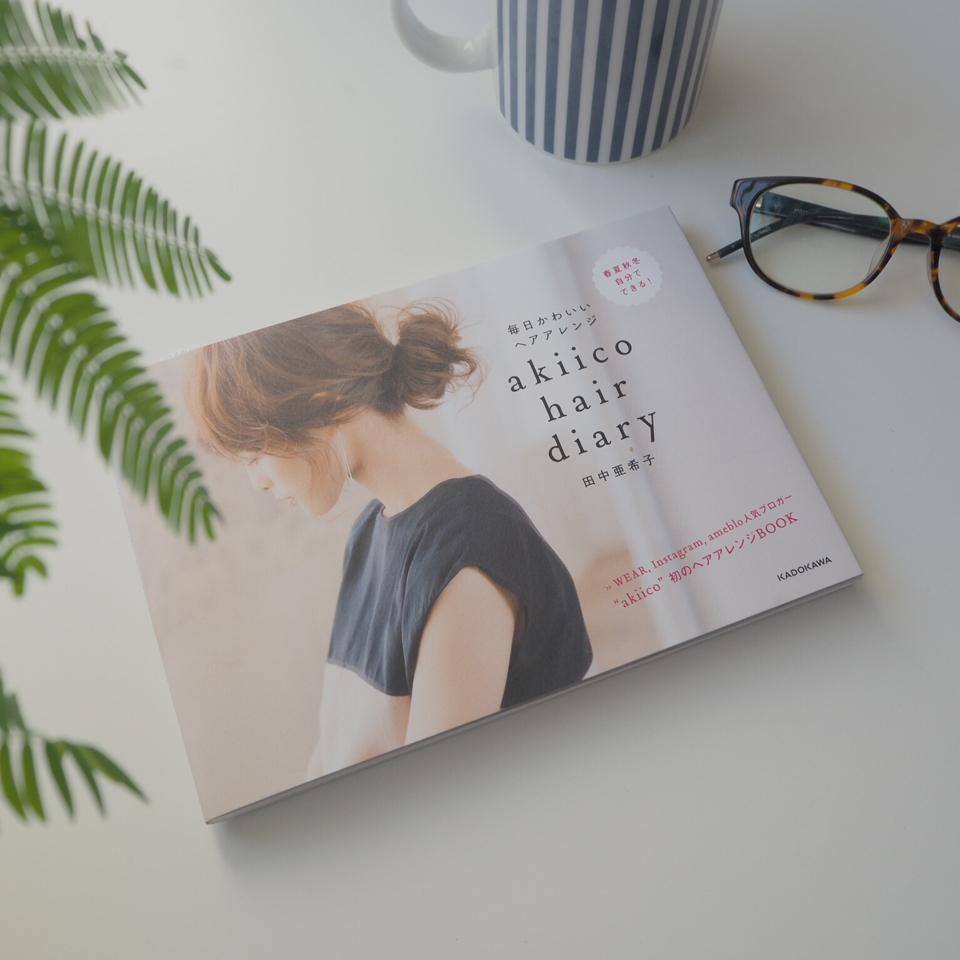 春夏秋冬
自分で
できる!
毎日かわいい
ヘアアレンジ
akiico
hair
diary
田中亜希子
» WEAR, Instagram, ameblo人気ブロガー
“akiico” 初のヘアアレンジBOOK
KADOKAWA